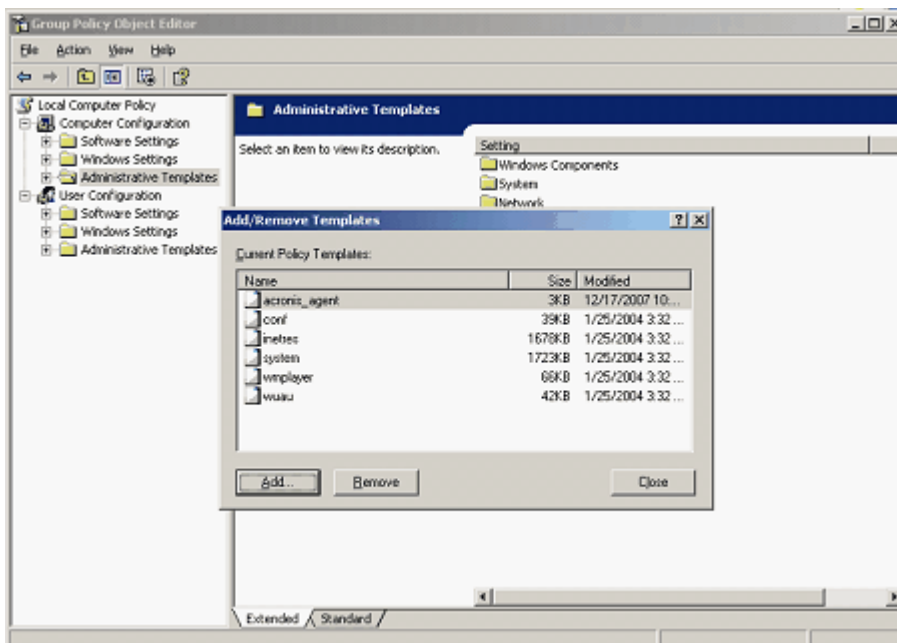 Group Policy Object Editor
File Action View Help
Local Computer Policy
Computer Configuration
Software Settings
Windows Settings
Administrative Templates
User Configuration
Software Settings
Windows Settings
Administrative Templates
Administrative Templates
Select an item to view its description.
Setting
Windows Components
System
Network
Add/Remove Templates
Current Policy Templates:
Name Size Modified
acronis_agent 3KB 12/17/2007 10:...
conf 39KB 1/25/2004 3:32 ...
inetres 1678KB 1/25/2004 3:32 ...
system 1723KB 1/25/2004 3:32 ...
wmplayer 66KB 1/25/2004 3:32 ...
wuau 42KB 1/25/2004 3:32 ...
Add... Remove Close
Extended Standard